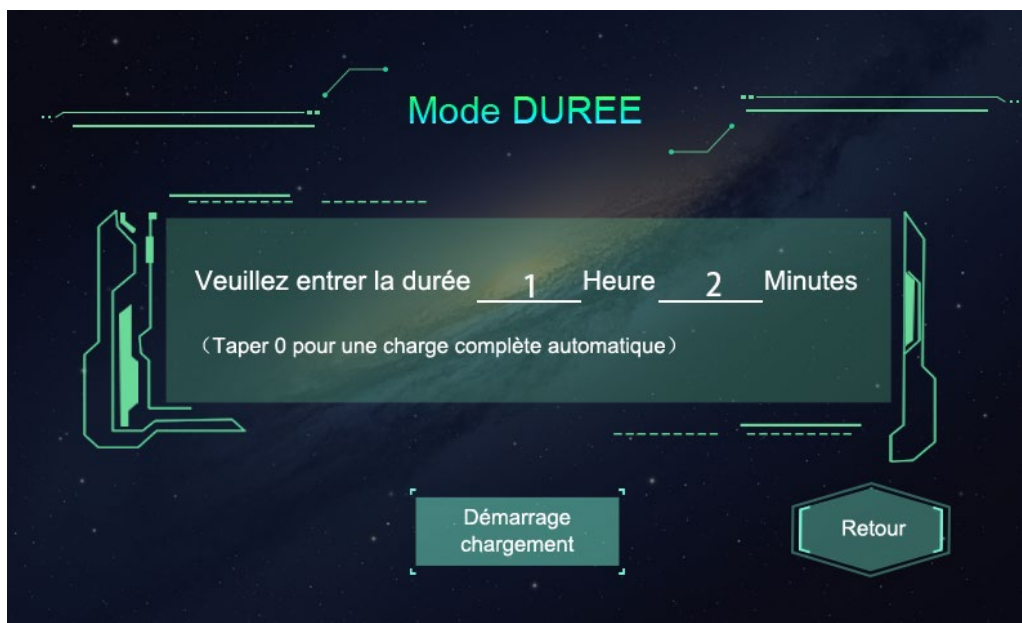 Mode DUREE
Veuillez entrer la durée 1 Heure 2 Minutes
（Taper 0 pour une charge complète automatique）
Démarrage
chargement
Retour